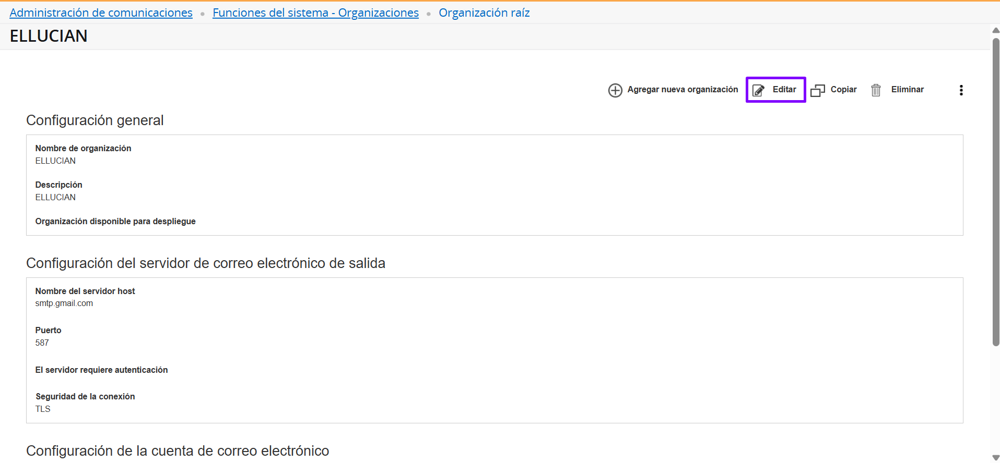 Administración de comunicaciones • Funciones del sistema - Organizaciones • Organización raíz
ELLUCIAN
Agregar nueva organización Editar Copiar Eliminar
Configuración general
Nombre de organización
ELLUCIAN
Descripción
ELLUCIAN
Organización disponible para despliegue
Configuración del servidor de correo electrónico de salida
Nombre del servidor host
smtp.gmail.com
Puerto
587
El servidor requiere autenticación
Seguridad de la conexión
TLS
Configuración de la cuenta de correo electrónico